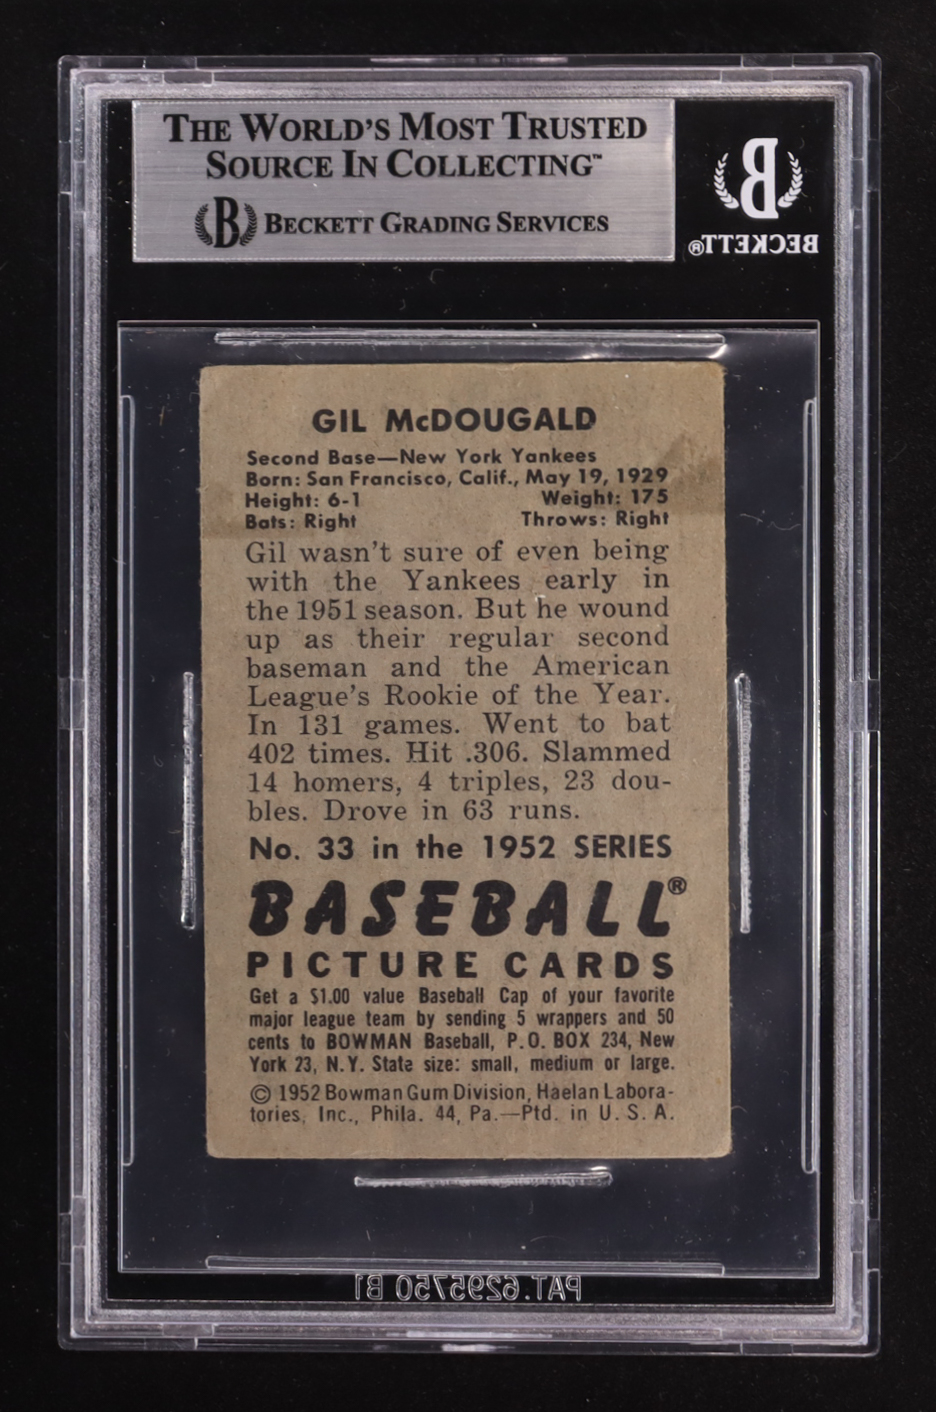 THE WORLD'S MOST TRUSTED
SOURCE IN COLLECTING™
B BECKETT GRADING SERVICES
B
BECKETT®
GIL McDOUGALD
Second Base—New York Yankees
Born: San Francisco, Calif., May 19, 1929
Height: 6-1 Weight: 175
Bats: Right Throws: Right
Gil wasn't sure of even being
with the Yankees early in
the 1951 season. But he wound
up as their regular second
baseman and the American
League's Rookie of the Year.
In 131 games. Went to bat
402 times. Hit .306. Slammed
14 homers, 4 triples, 23 dou-
bles. Drove in 63 runs.
No. 33 in the 1952 SERIES
BASEBALL®
PICTURE CARDS
Get a $1.00 value Baseball Cap of your favorite
major league team by sending 5 wrappers and 50
cents to BOWMAN Baseball, P.O. BOX 234, New
York 23, N.Y. State size: small, medium or large.
© 1952 Bowman Gum Division, Haelan Labora-
tories, Inc., Phila. 44, Pa.—Ptd. in U.S.A.
PAT.6295750 B1